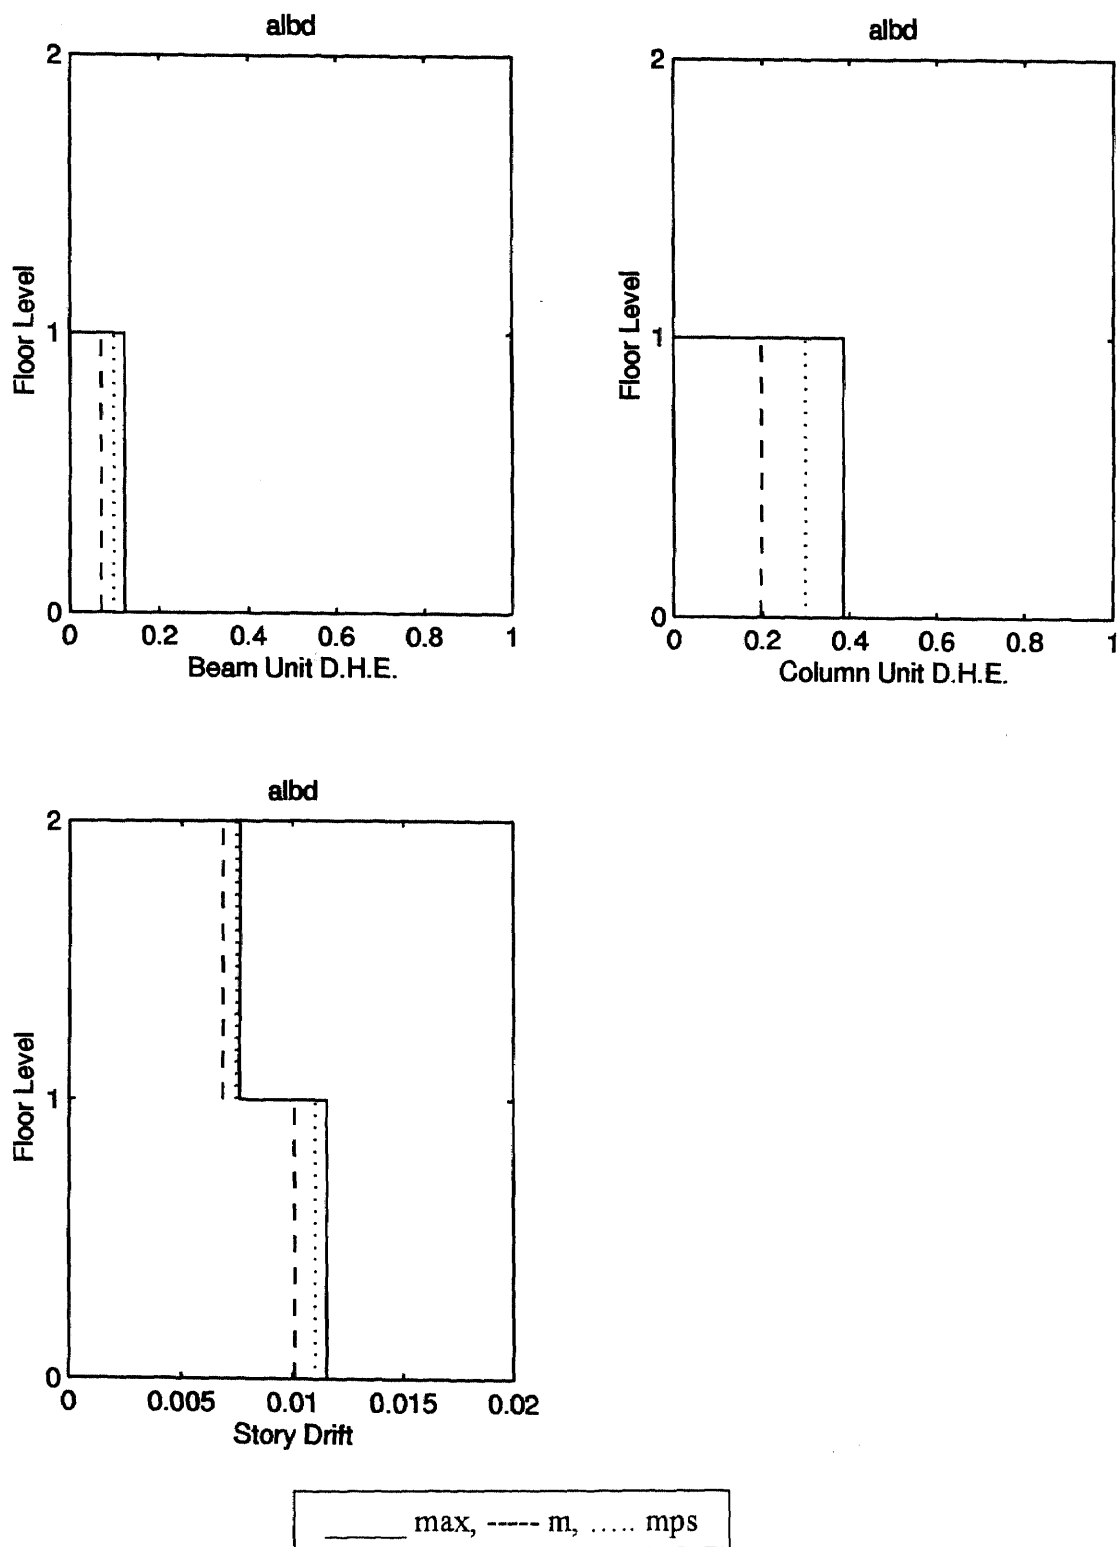 albd
2
Floor Level
1
0
0 0.2 0.4 0.6 0.8 1
Beam Unit D.H.E.
albd
2
Floor Level
1
0
0 0.2 0.4 0.6 0.8 1
Column Unit D.H.E.
albd
2
Floor Level
1
0
0 0.005 0.01 0.015 0.02
Story Drift
______ max, ----- m, ..... mps